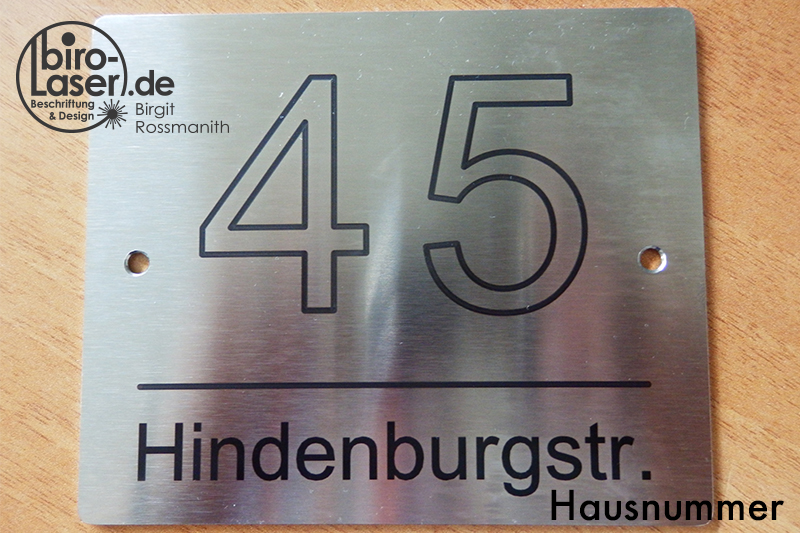 biro-
Laser.de
Beschriftung
& Design
Birgit
Rossmanith
45
Hindenburgstr.
Hausnummer